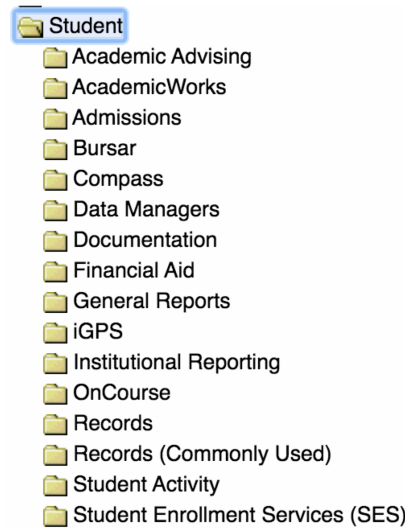 Student
Academic Advising
AcademicWorks
Admissions
Bursar
Compass
Data Managers
Documentation
Financial Aid
General Reports
iGPS
Institutional Reporting
OnCourse
Records
Records (Commonly Used)
Student Activity
Student Enrollment Services (SES)